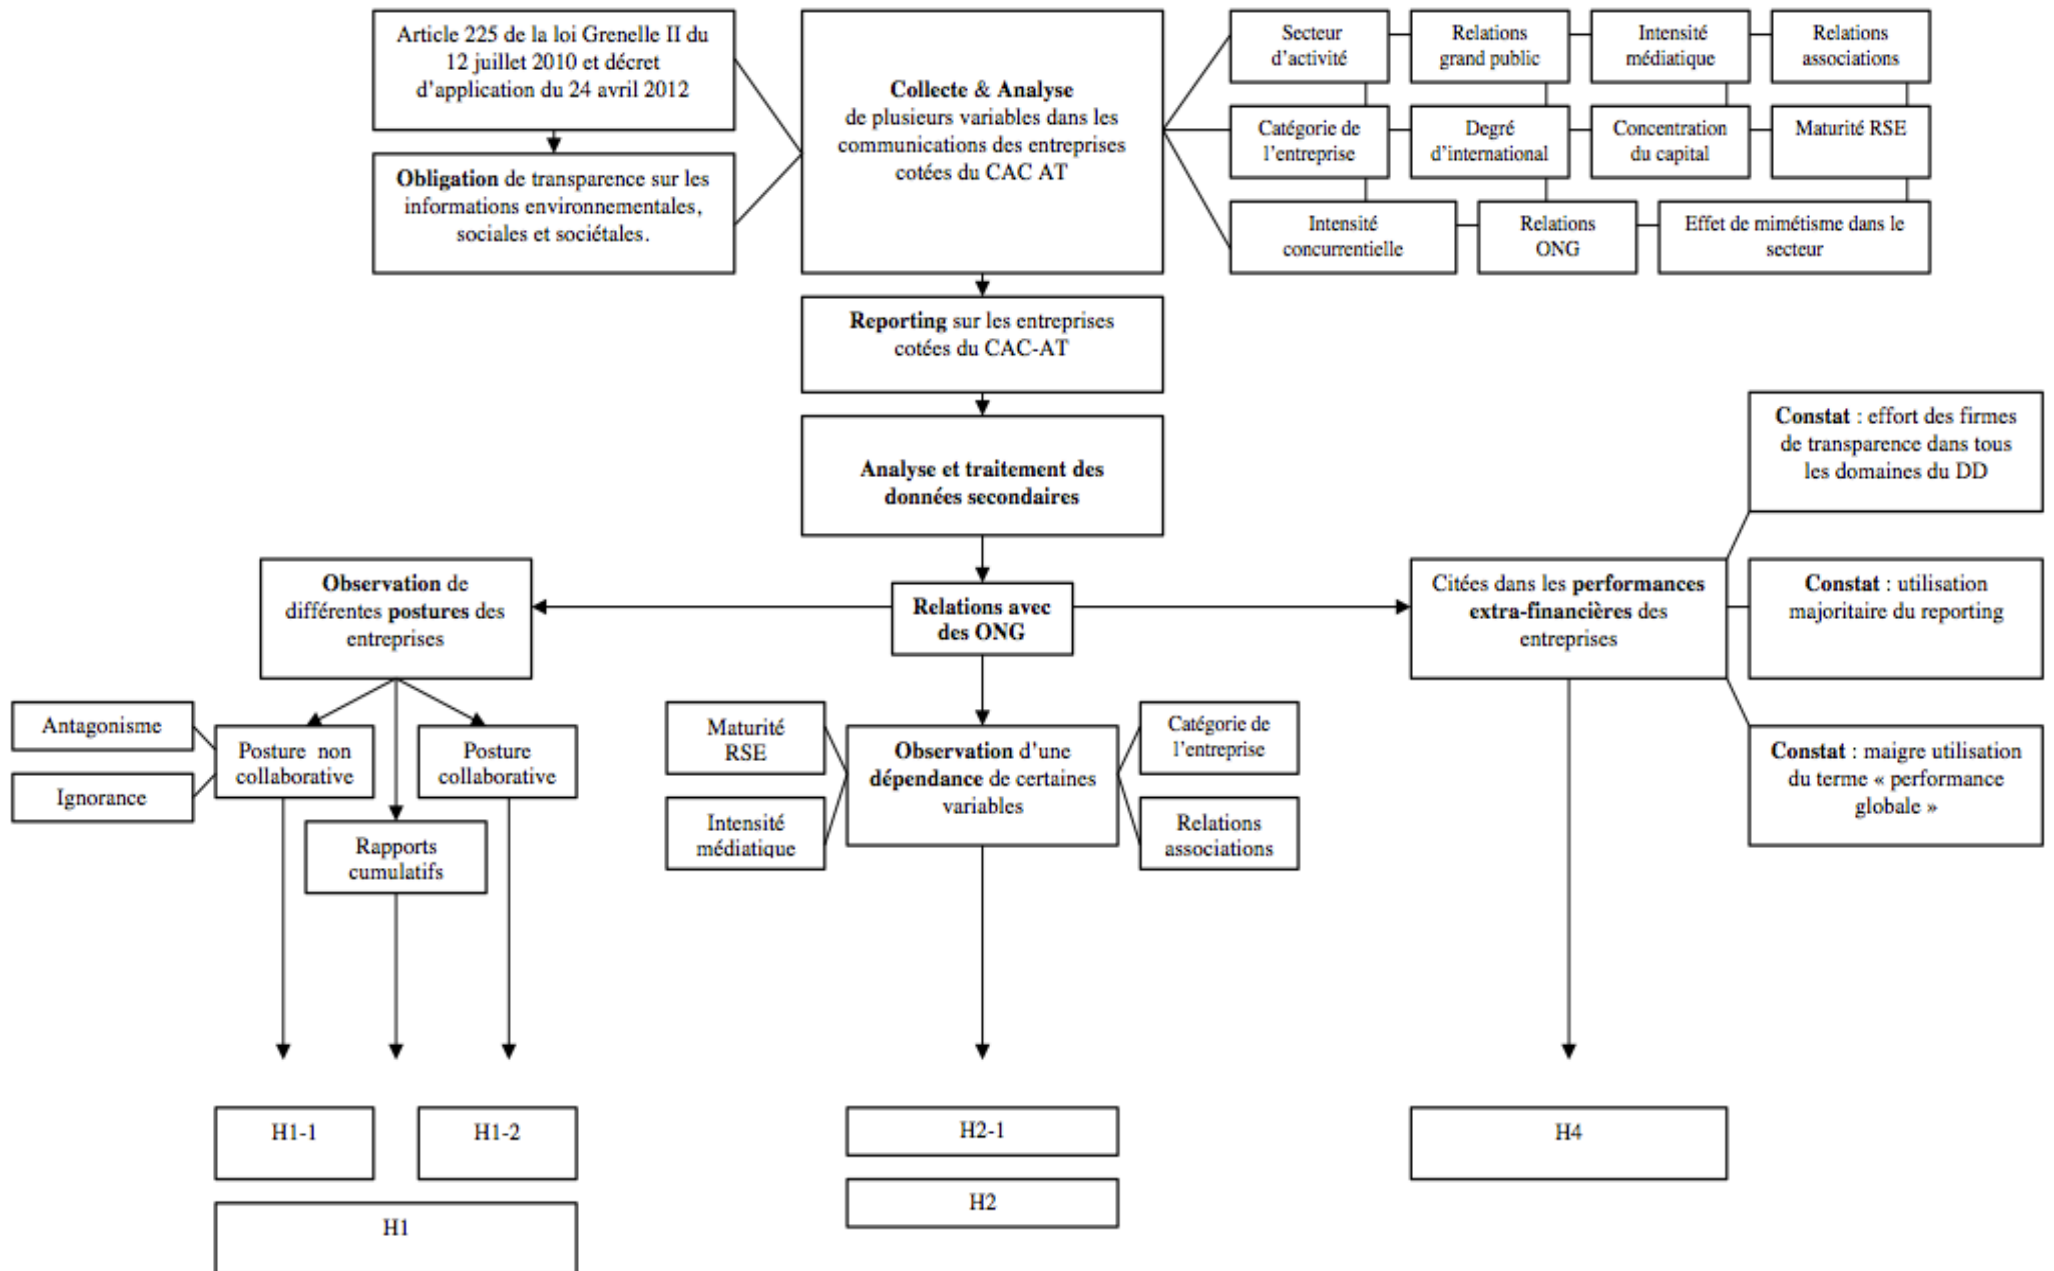 Article 225 de la loi Grenelle II du
12 juillet 2010 et décret
d'application du 24 avril 2012
Obligation de transparence sur les
informations environnementales,
sociales et sociétales.
Collecte & Analyse
de plusieurs variables dans les
communications des entreprises
cotées du CAC AT
Secteur
d'activité
Relations
grand public
Intensité
médiatique
Relations
associations
Catégorie de
l'entreprise
Degré
d'international
Concentration
du capital
Maturité RSE
Intensité
concurrentielle
Relations
ONG
Effet de mimétisme dans le
secteur
Reporting sur les entreprises
cotées du CAC-AT
Analyse et traitement des
données secondaires
Relations avec
des ONG
Observation de
différentes postures des
entreprises
Citées dans les performances
extra-financières des
entreprises
Constat : effort des firmes
de transparence dans tous
les domaines du DD
Constat : utilisation
majoritaire du reporting
Constat : maigre utilisation
du terme « performance
globale »
Antagonisme
Ignorance
Posture non
collaborative
Posture
collaborative
Rapports
cumulatifs
Maturité
RSE
Intensité
médiatique
Observation d'une
dépendance de certaines
variables
Catégorie de
l'entreprise
Relations
associations
H1-1
H1-2
H1
H2-1
H2
H4